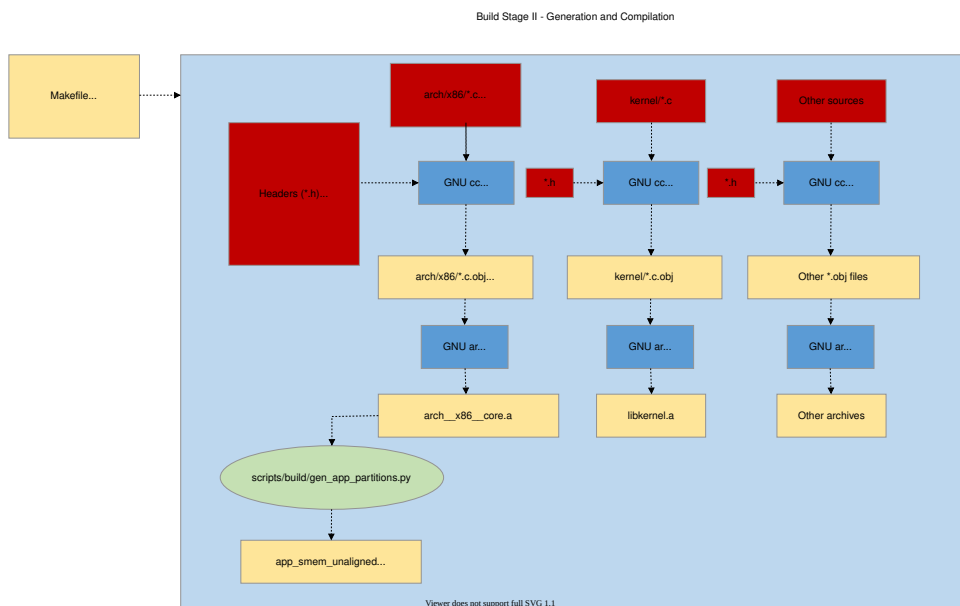 Build Stage II - Generation and Compilation
Makefile...
arch/x86/*.c...
kernel/*.c
Other sources
Headers (*.h)...
GNU cc...
*.h
GNU cc...
*.h
GNU cc...
arch/x86/*.c.obj...
kernel/*.c.obj
Other *.obj files
GNU ar...
GNU ar...
GNU ar...
arch__x86__core.a
libkernel.a
Other archives
scripts/build/gen_app_partitions.py
app_smem_unaligned...
Viewer does not support full SVG 1.1